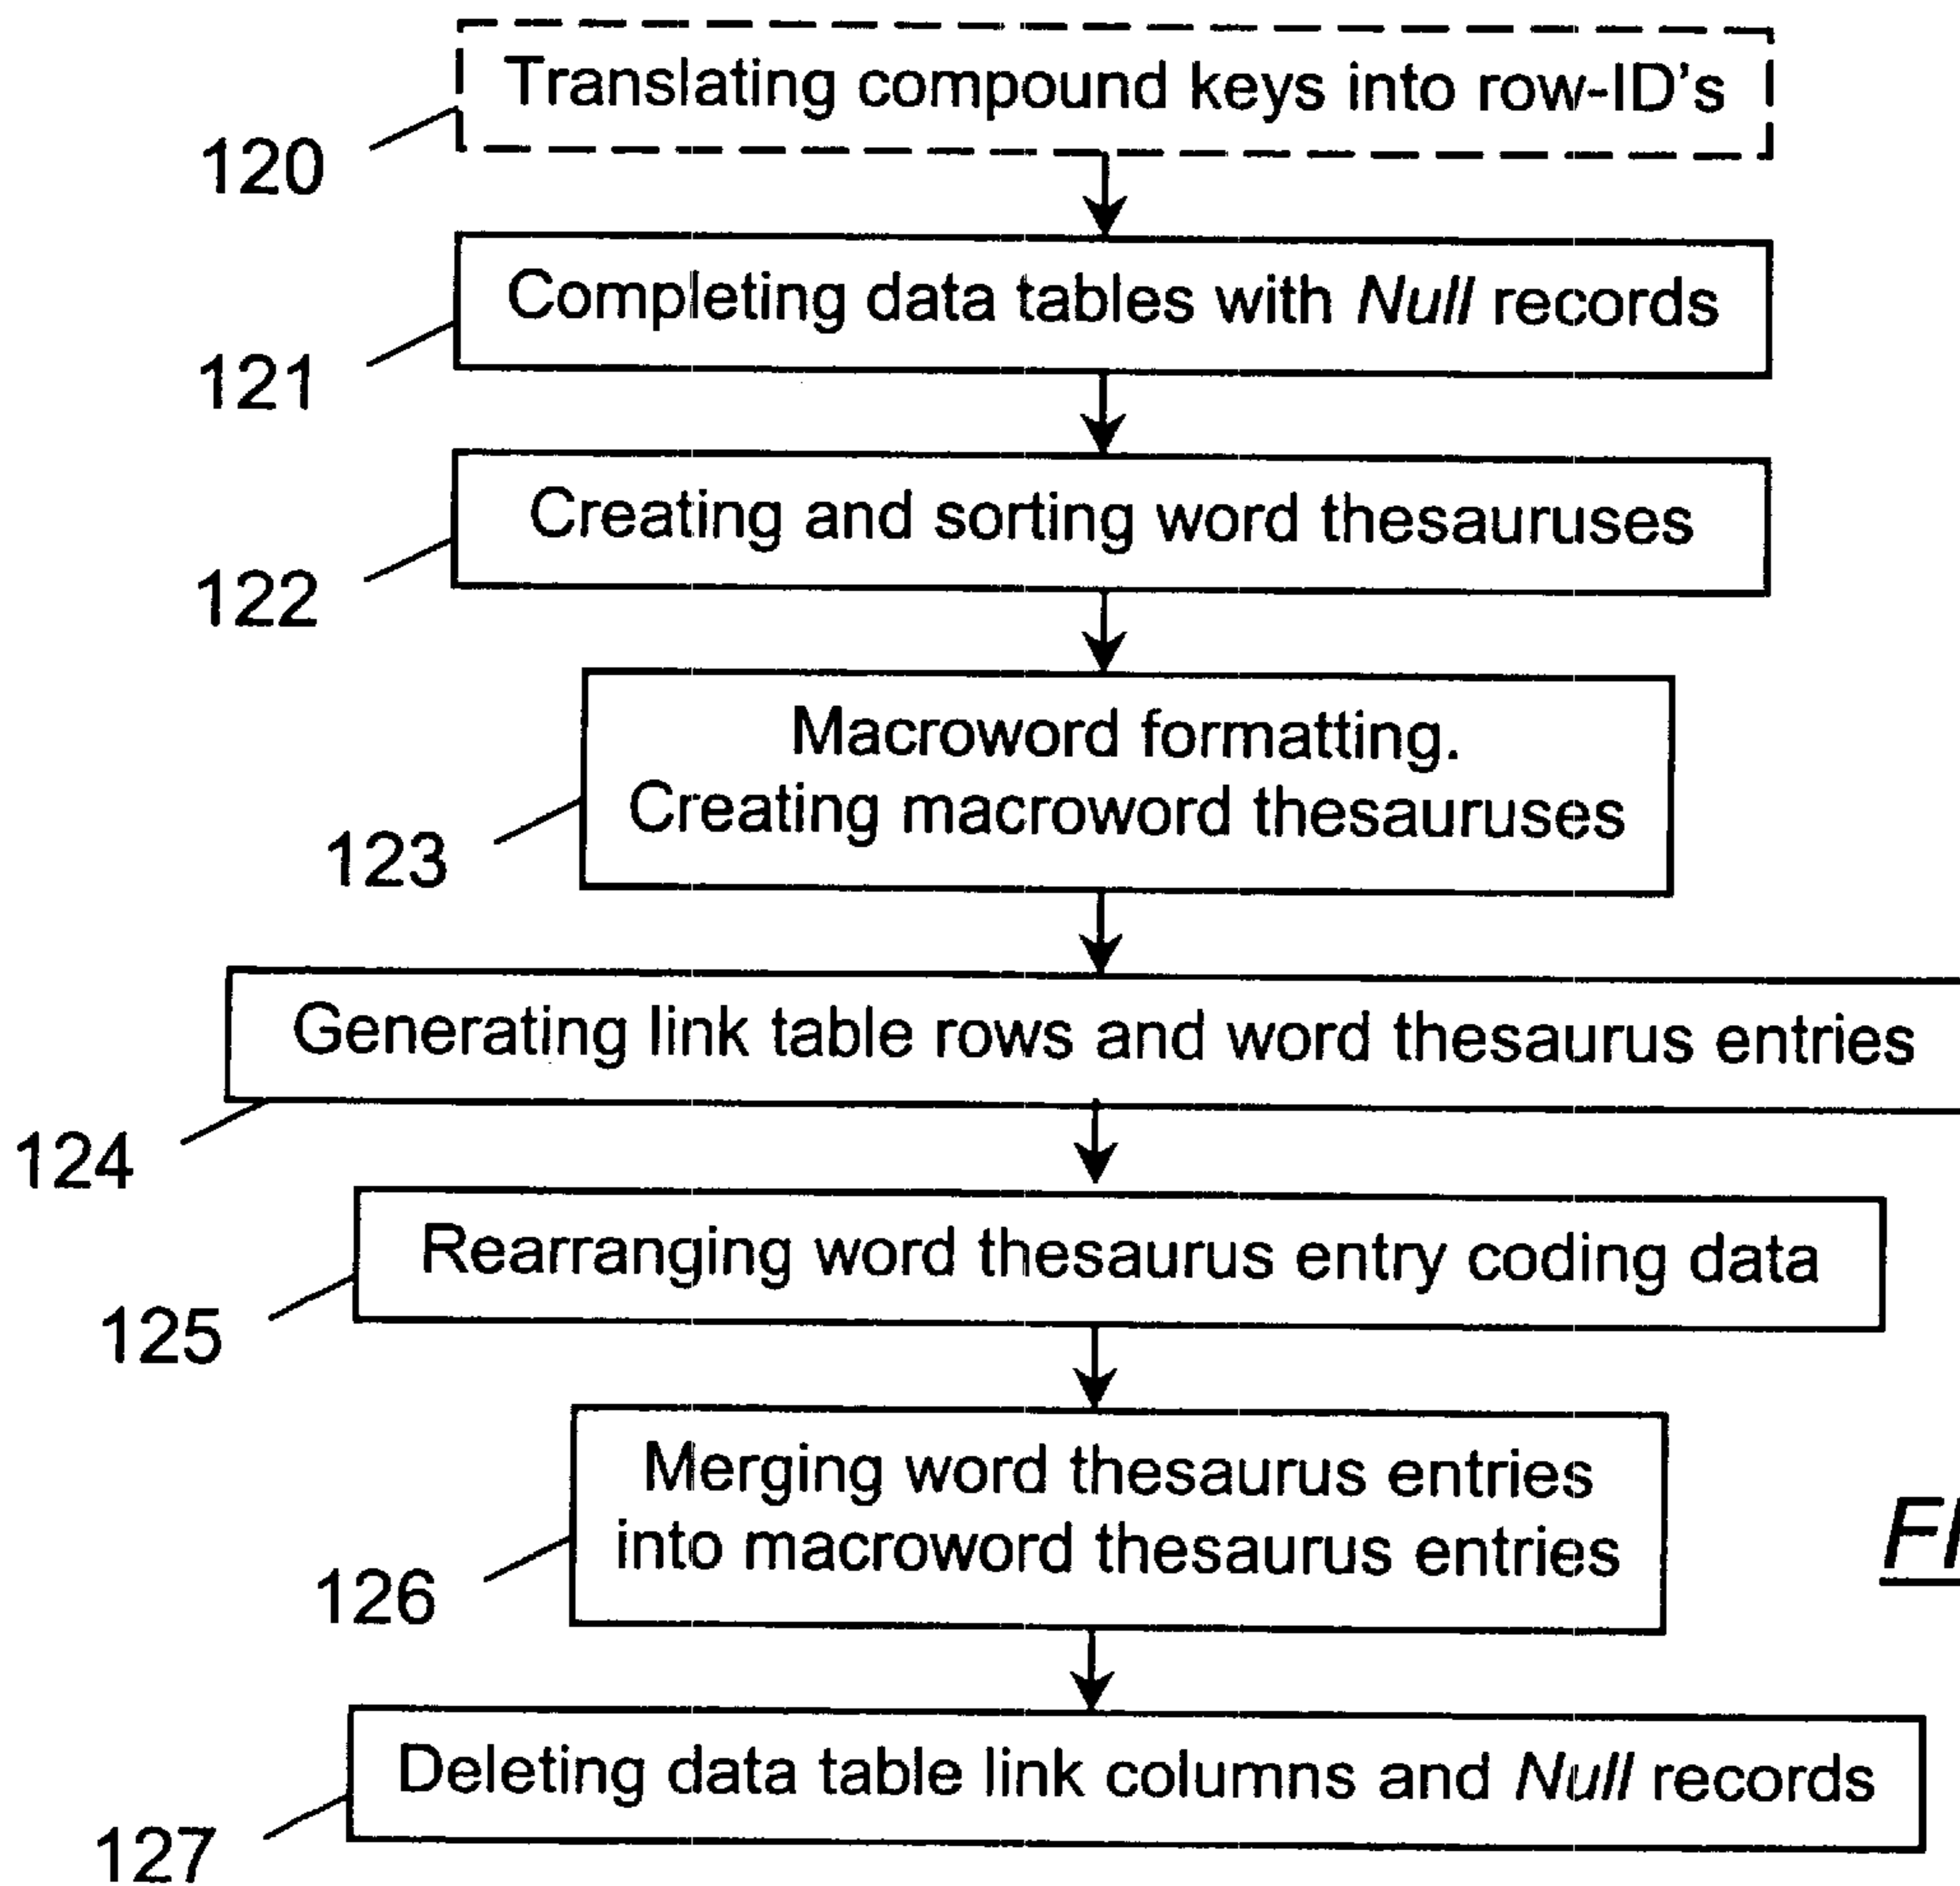 Translating compound keys into row-ID's
120
Completing data tables with Null records
121
Creating and sorting word thesauruses
122
Macroword formatting.
Creating macroword thesauruses
123
Generating link table rows and word thesaurus entries
124
Rearranging word thesaurus entry coding data
125
Merging word thesaurus entries
into macroword thesaurus entries
126
Deleting data table link columns and Null records
127